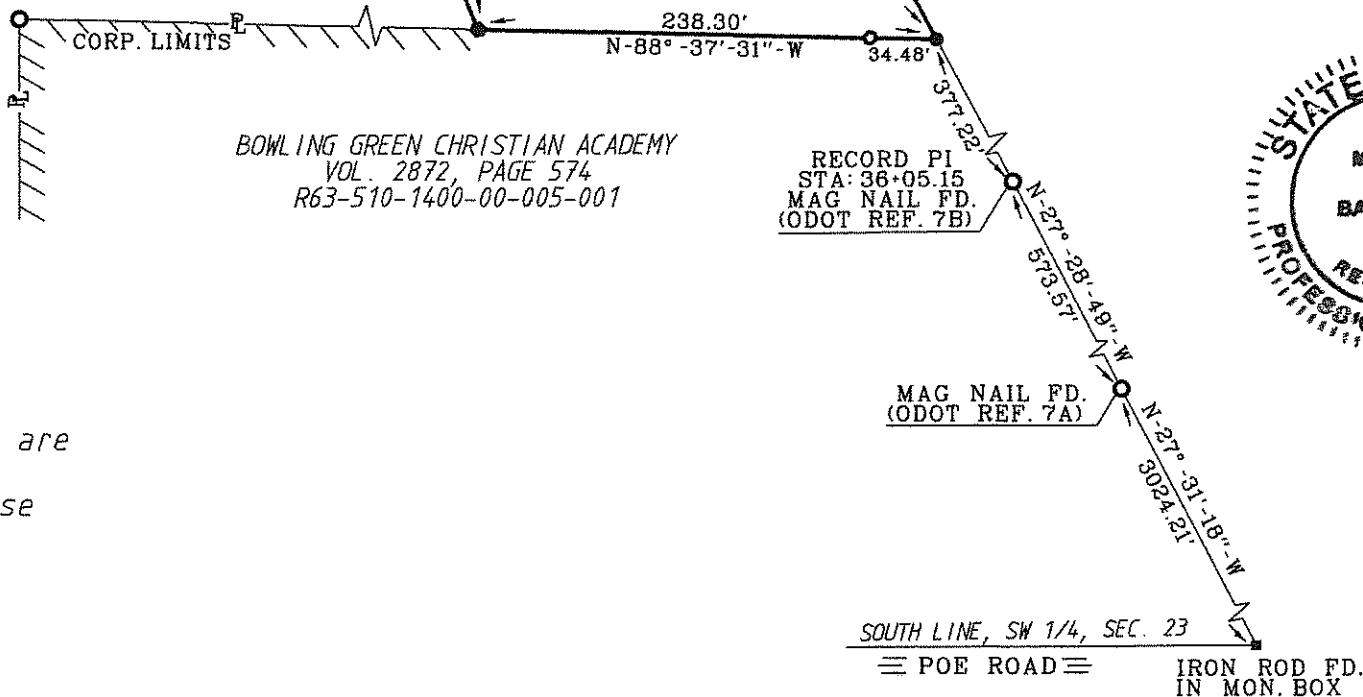 238.30'
CORP. LIMITS
PL
N-88°-37'-31"-W
34.48'
PL
377.22'
BOWLING GREEN CHRISTIAN ACADEMY
VOL. 2872, PAGE 574
R63-510-1400-00-005-001
RECORD PI
STA: 36+05.15
MAG NAIL FD.
(ODOT REF. 7B)
STATE
PROFES
N-27°-28'-49"-W
573.57'
MAG NAIL FD.
(ODOT REF. 7A)
are
se
N-27°-31'-18"-W
3024.21'
SOUTH LINE, SW 1/4, SEC. 23
POE ROAD
IRON ROD FD.
IN MON. BOX